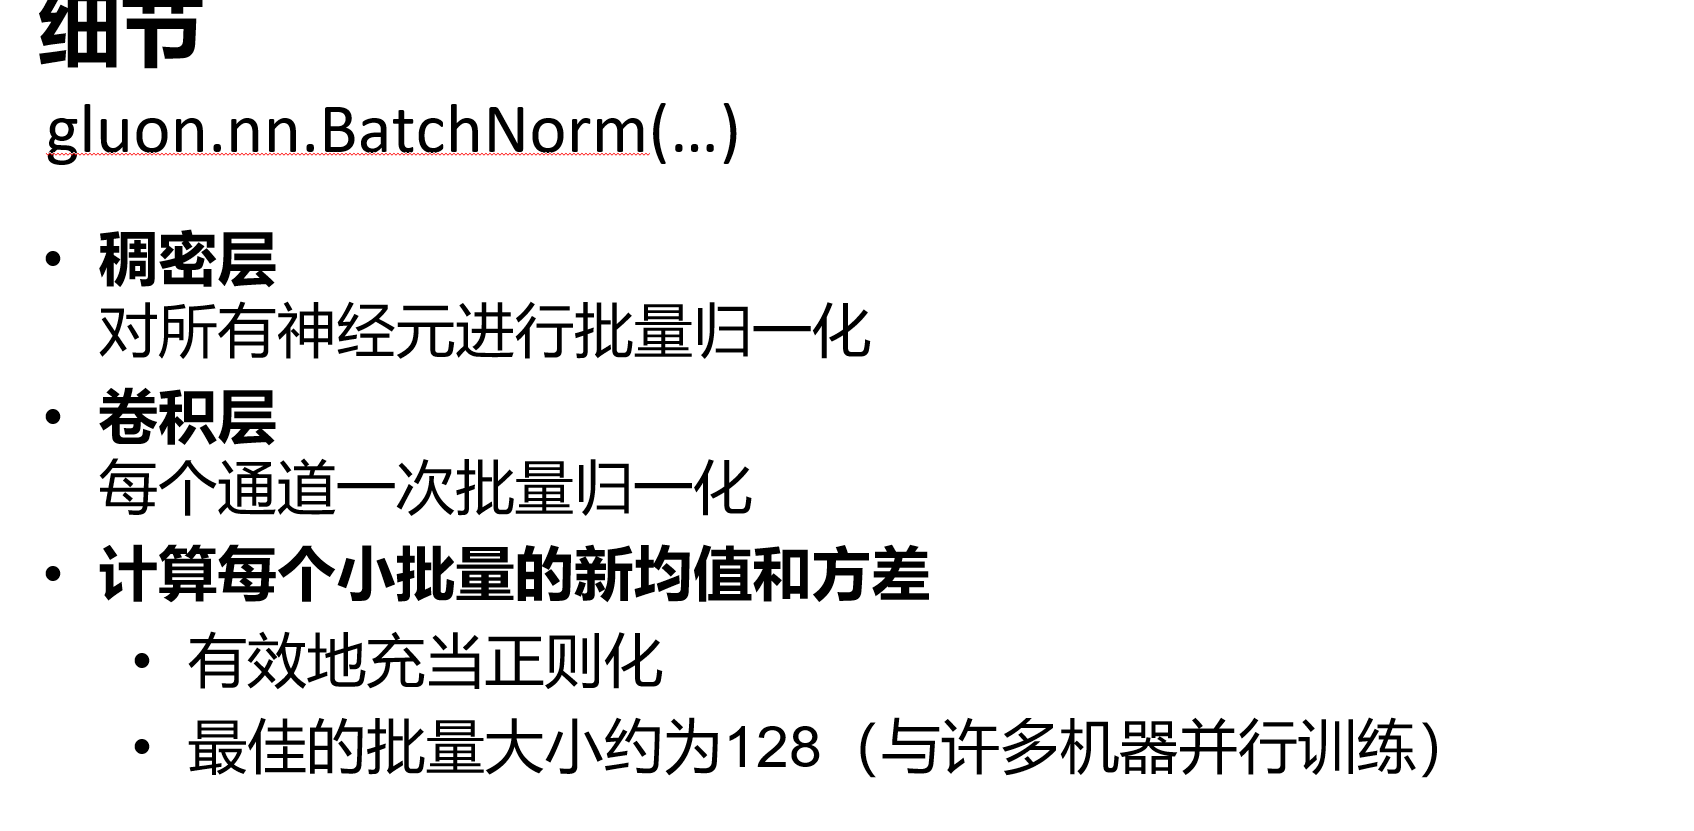 细节
gluon.nn.BatchNorm(…)
• 稠密层
对所有神经元进行批量归一化
• 卷积层
每个通道一次批量归一化
• 计算每个小批量的新均值和方差
• 有效地充当正则化
• 最佳的批量大小约为128（与许多机器并行训练）